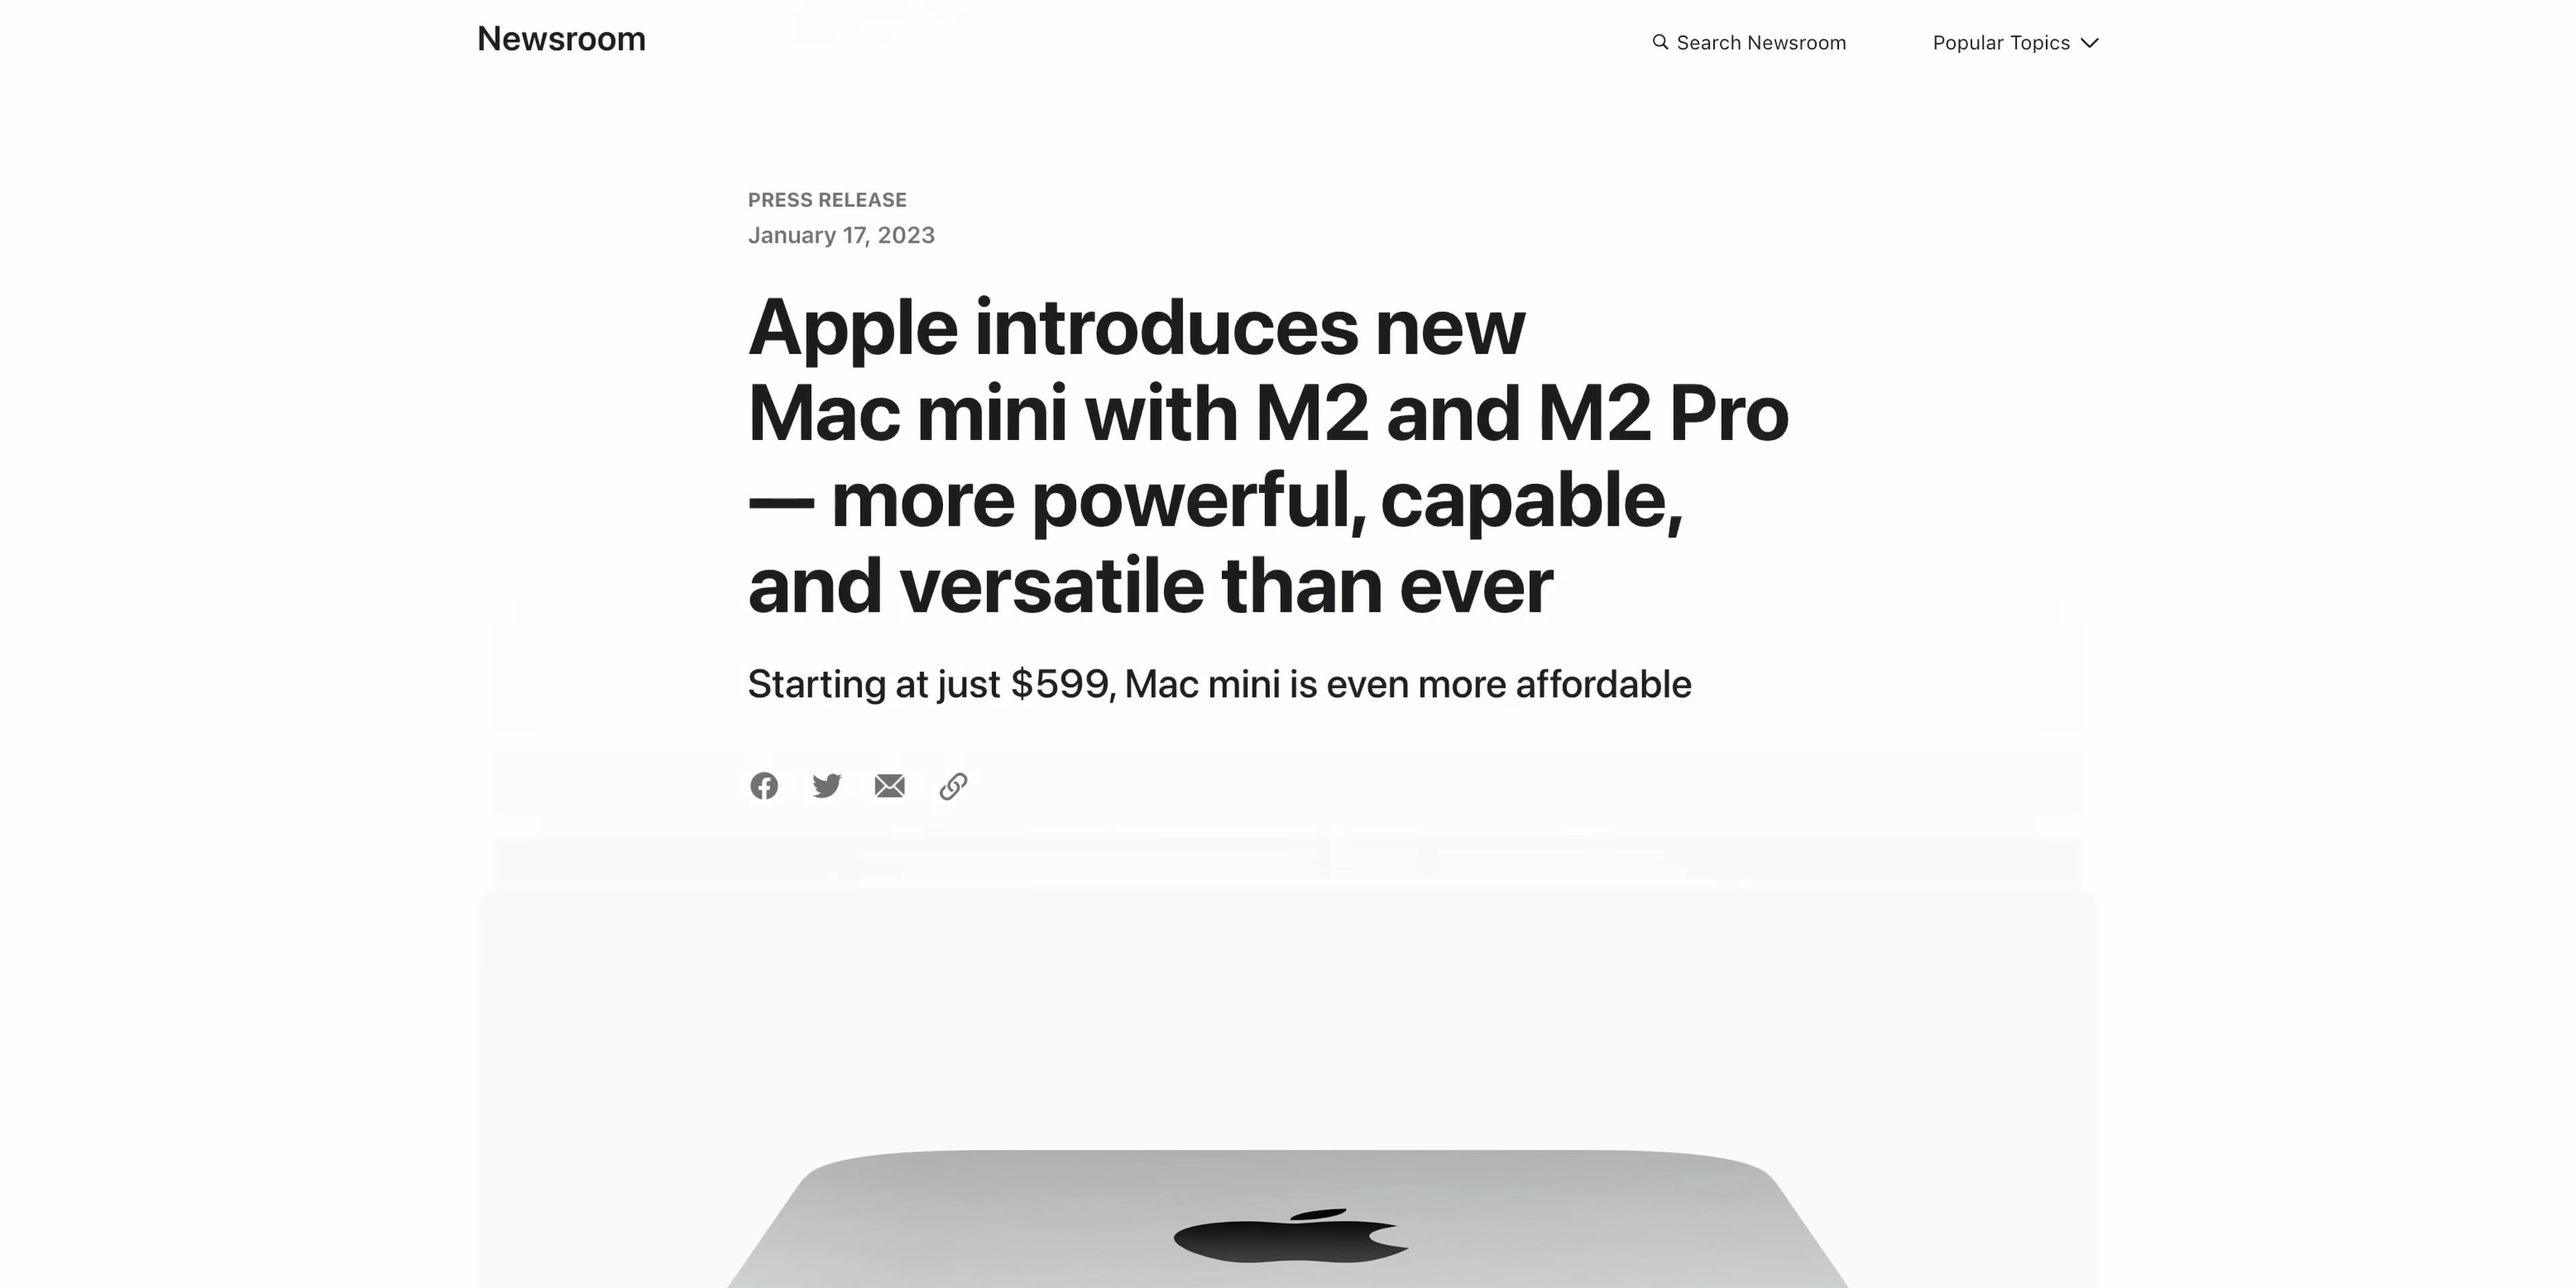 Newsroom
Search Newsroom
Popular Topics
PRESS RELEASE
January 17, 2023
Apple introduces new
Mac mini with M2 and M2 Pro
— more powerful, capable,
and versatile than ever
Starting at just $599, Mac mini is even more affordable